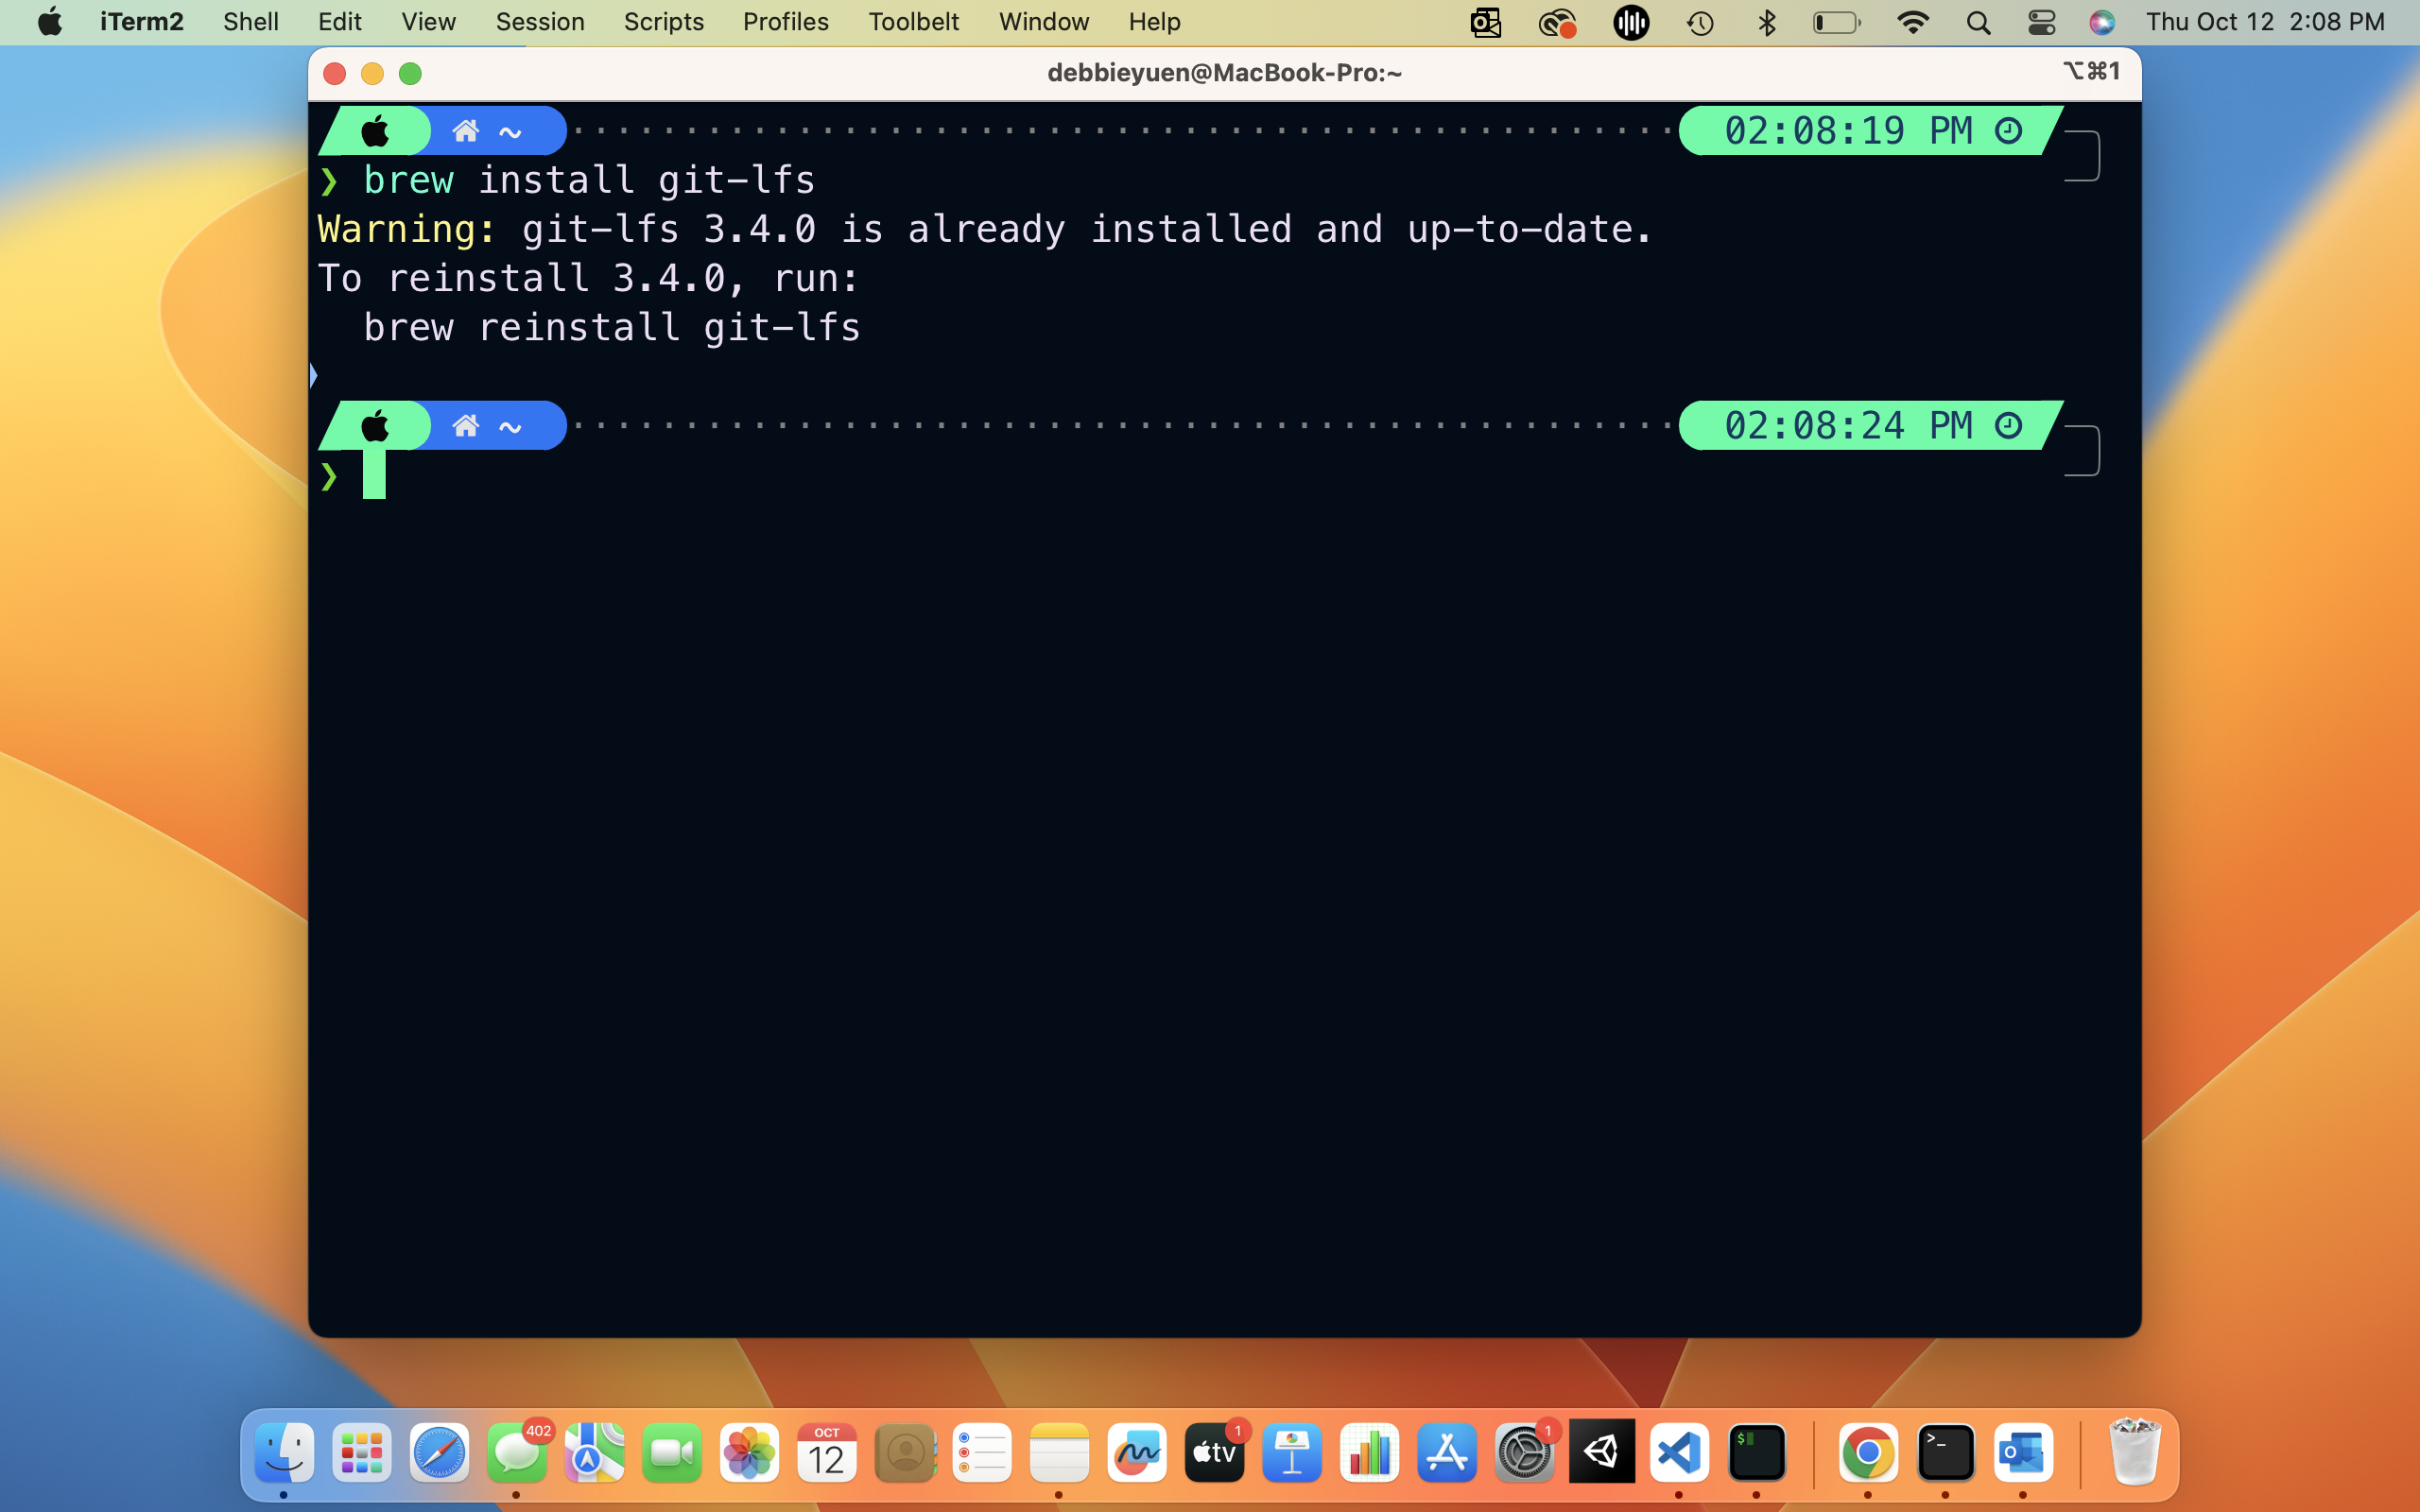 iTerm2 Shell Edit View Session Scripts Profiles Toolbelt Window Help Thu Oct 12 2:08 PM
debbieyuen@MacBook-Pro:~ ⌥⌘1
~ 02:08:19 PM
❯ brew install git-lfs
Warning: git-lfs 3.4.0 is already installed and up-to-date.
To reinstall 3.4.0, run:
brew reinstall git-lfs
~ 02:08:24 PM
❯
402 OCT 1 1 $ >_ O
12 tv